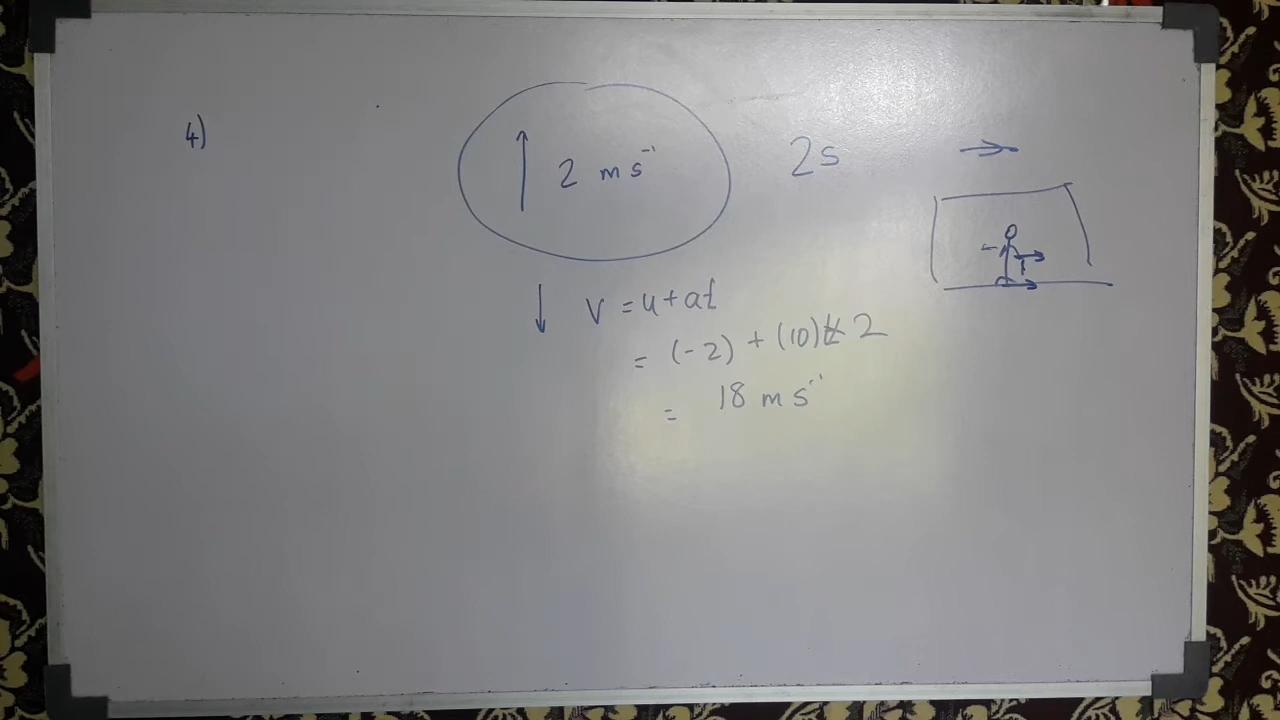 4)
2 m s⁻¹
2s
v = u + at
= (-2) + (10) × 2
= 18 m s⁻¹